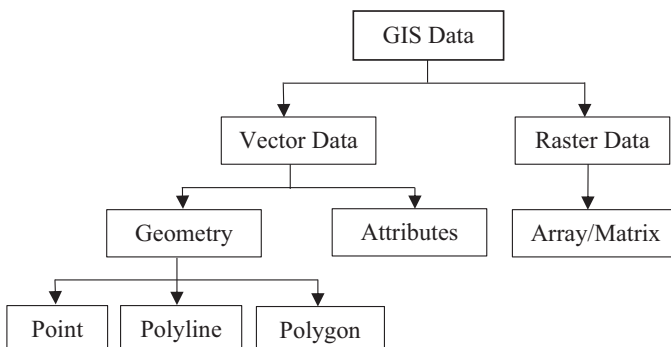 GIS Data
Vector Data
Raster Data
Geometry
Attributes
Array/Matrix
Point
Polyline
Polygon